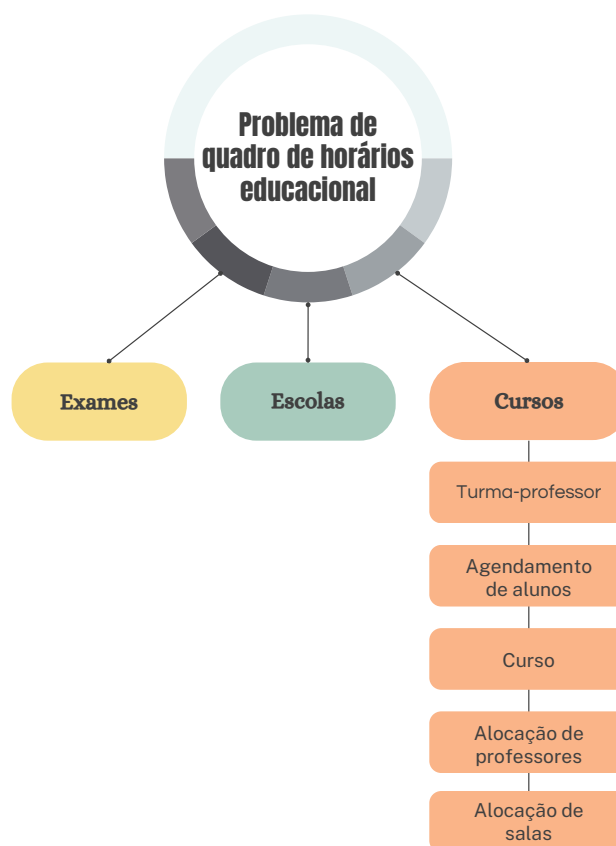 Problema de
quadro de horários
educacional
Exames
Escolas
Cursos
Turma-professor
Agendamento
de alunos
Curso
Alocação de
professores
Alocação de
salas